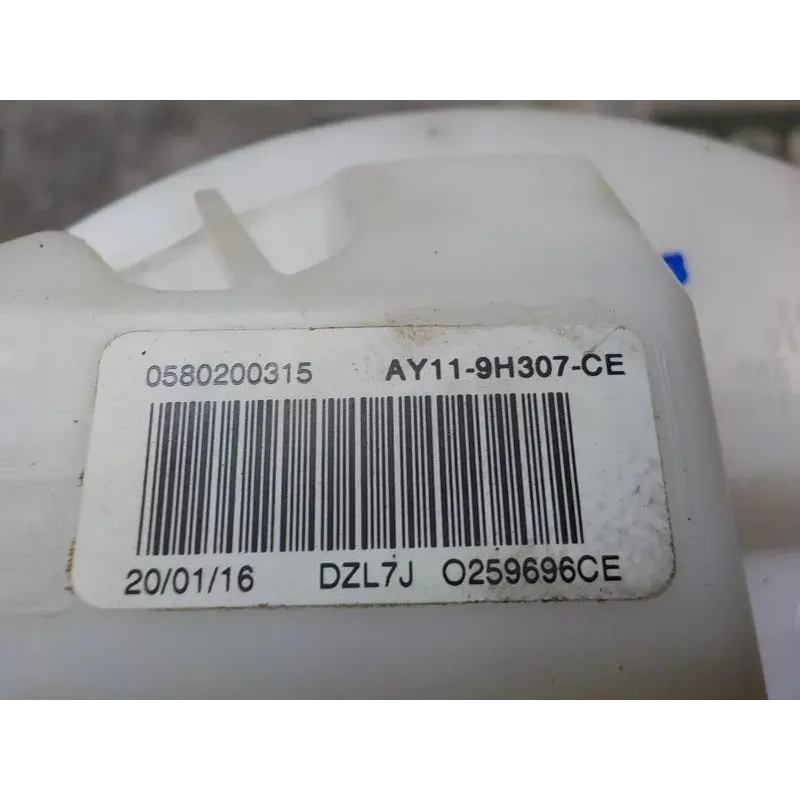 0580200315 AY11-9H307-CE
20/01/16 DZL7J O259696CE